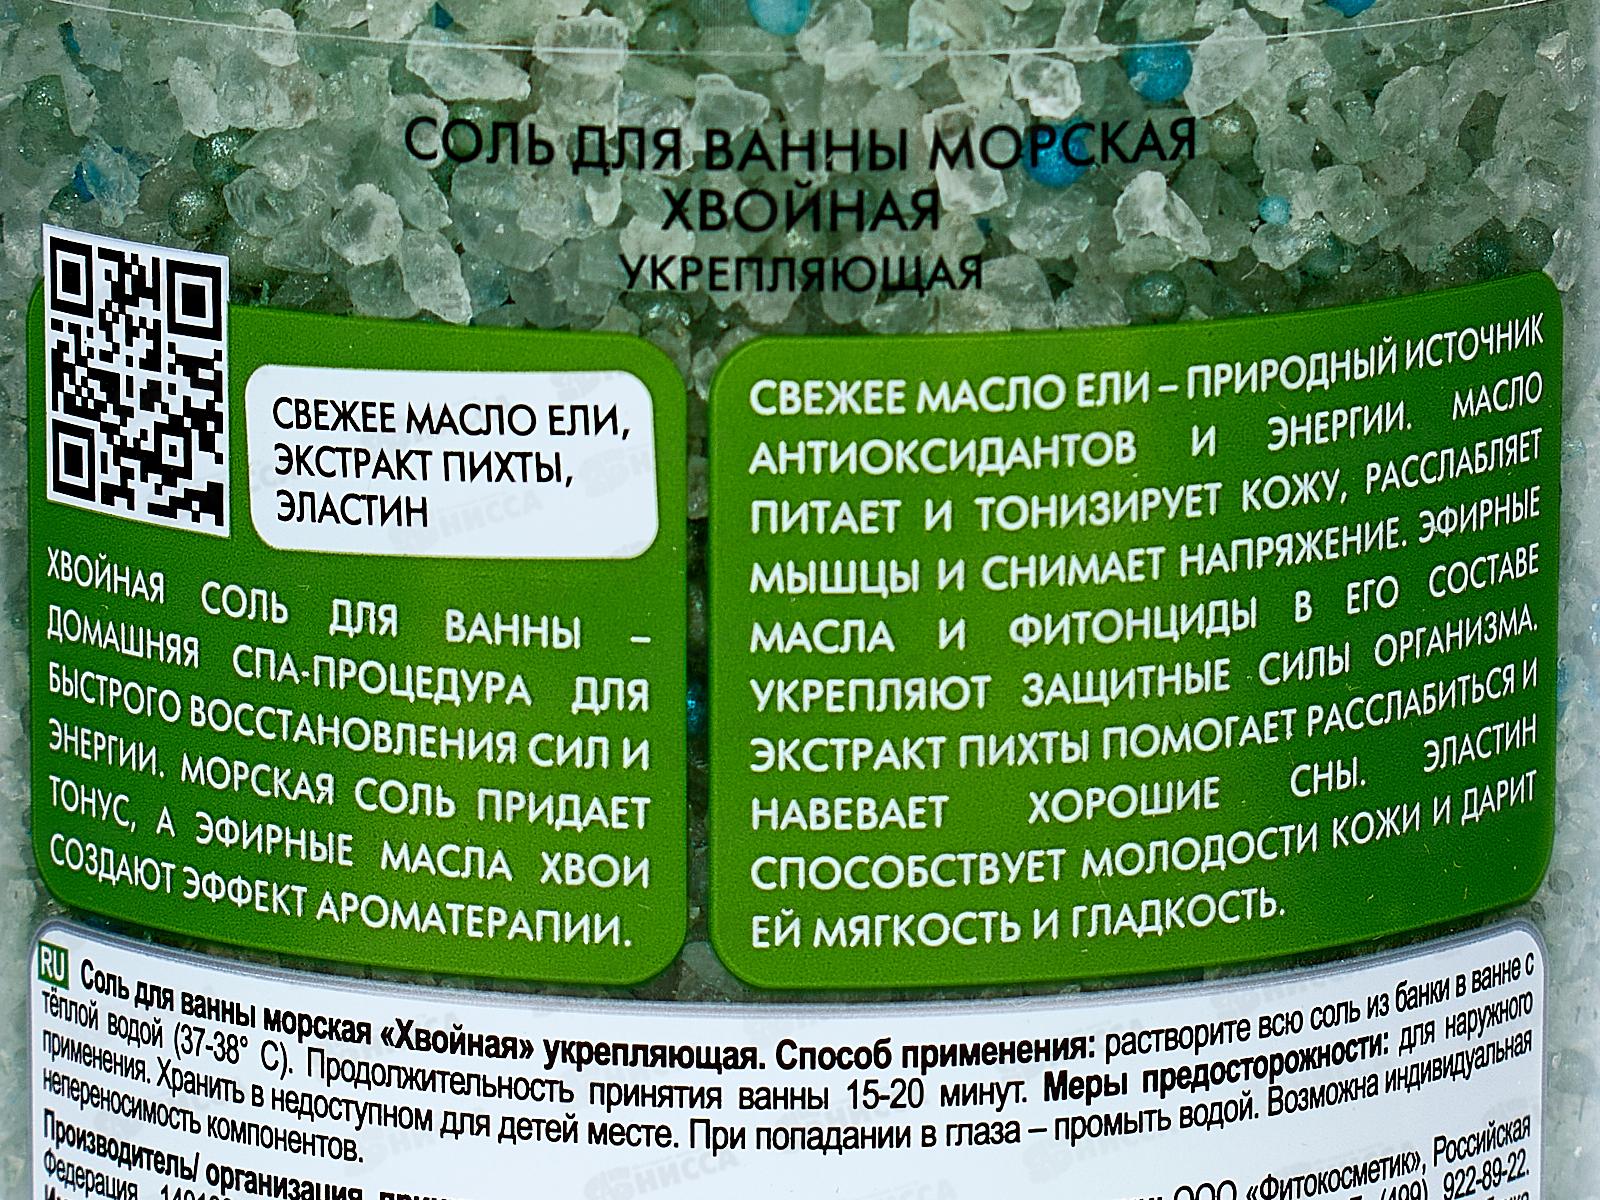 СОЛЬ ДЛЯ ВАННЫ МОРСКАЯ
ХВОЙНАЯ
УКРЕПЛЯЮЩАЯ
СВЕЖЕЕ МАСЛО ЕЛИ,
ЭКСТРАКТ ПИХТЫ,
ЭЛАСТИН
ХВОЙНАЯ СОЛЬ ДЛЯ ВАННЫ –
ДОМАШНЯЯ СПА-ПРОЦЕДУРА ДЛЯ
БЫСТРОГО ВОССТАНОВЛЕНИЯ СИЛ И
ЭНЕРГИИ. МОРСКАЯ СОЛЬ ПРИДАЕТ
ТОНУС, А ЭФИРНЫЕ МАСЛА ХВОИ
СОЗДАЮТ ЭФФЕКТ АРОМАТЕРАПИИ.
СВЕЖЕЕ МАСЛО ЕЛИ – ПРИРОДНЫЙ ИСТОЧНИК
АНТИОКСИДАНТОВ И ЭНЕРГИИ. МАСЛО
ПИТАЕТ И ТОНИЗИРУЕТ КОЖУ, РАССЛАБЛЯЕТ
МЫШЦЫ И СНИМАЕТ НАПРЯЖЕНИЕ. ЭФИРНЫЕ
МАСЛА И ФИТОНЦИДЫ В ЕГО СОСТАВЕ
УКРЕПЛЯЮТ ЗАЩИТНЫЕ СИЛЫ ОРГАНИЗМА.
ЭКСТРАКТ ПИХТЫ ПОМОГАЕТ РАССЛАБИТЬСЯ И
НАВЕВАЕТ ХОРОШИЕ СНЫ. ЭЛАСТИН
СПОСОБСТВУЕТ МОЛОДОСТИ КОЖИ И ДАРИТ
ЕЙ МЯГКОСТЬ И ГЛАДКОСТЬ.
RU Соль для ванны морская «Хвойная» укрепляющая. Способ применения: растворите всю соль из банки в ванне с
тёплой водой (37-38° С). Продолжительность принятия ванны 15-20 минут. Меры предосторожности: для наружного
применения. Хранить в недоступном для детей месте. При попадании в глаза – промыть водой. Возможна индивидуальная
непереносимость компонентов.
Производитель/ организация ООО «Фитокосметик», Российская
Федерация, (499) 922-89-22.